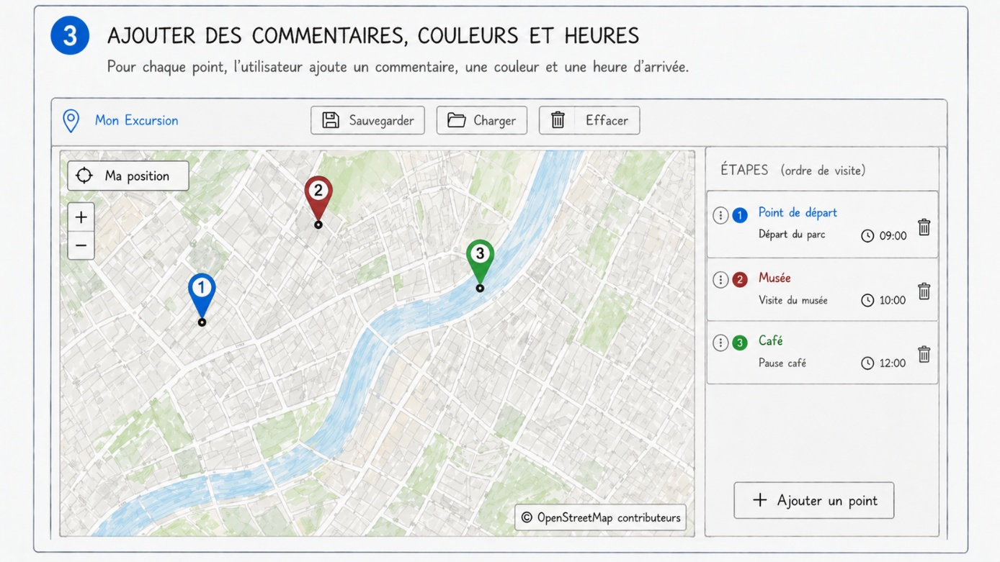 3 AJOUTER DES COMMENTAIRES, COULEURS ET HEURES
Pour chaque point, l'utilisateur ajoute un commentaire, une couleur et une heure d'arrivée.
Mon Excursion Sauvegarder Charger Effacer
Ma position
+
−
2
3
1
© OpenStreetMap contributeurs
ÉTAPES (ordre de visite)
1 Point de départ
Départ du parc 09:00
2 Musée
Visite du musée 10:00
3 Café
Pause café 12:00
+ Ajouter un point